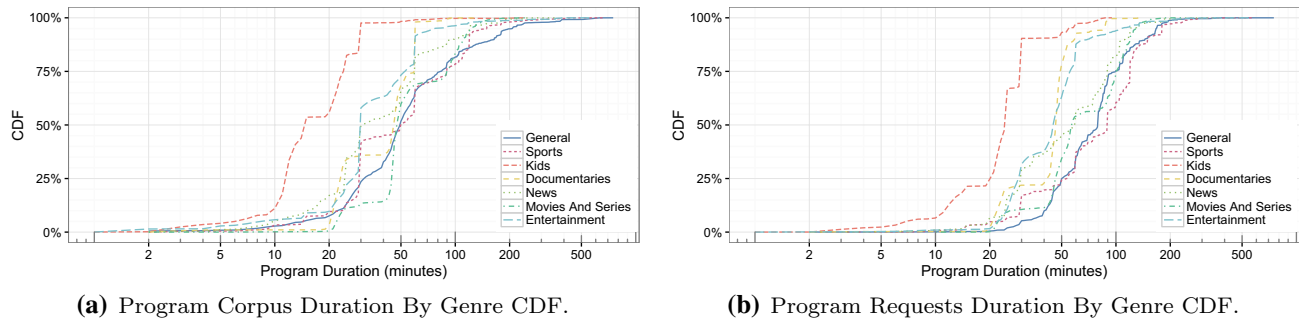 100%
75%
50%
25%
0%
CDF
General
Sports
Kids
Documentaries
News
Movies And Series
Entertainment
2 5 10 20 50 100 200 500
Program Duration (minutes)
(a) Program Corpus Duration By Genre CDF.
100%
75%
50%
25%
0%
CDF
General
Sports
Kids
Documentaries
News
Movies And Series
Entertainment
2 5 10 20 50 100 200 500
Program Duration (minutes)
(b) Program Requests Duration By Genre CDF.